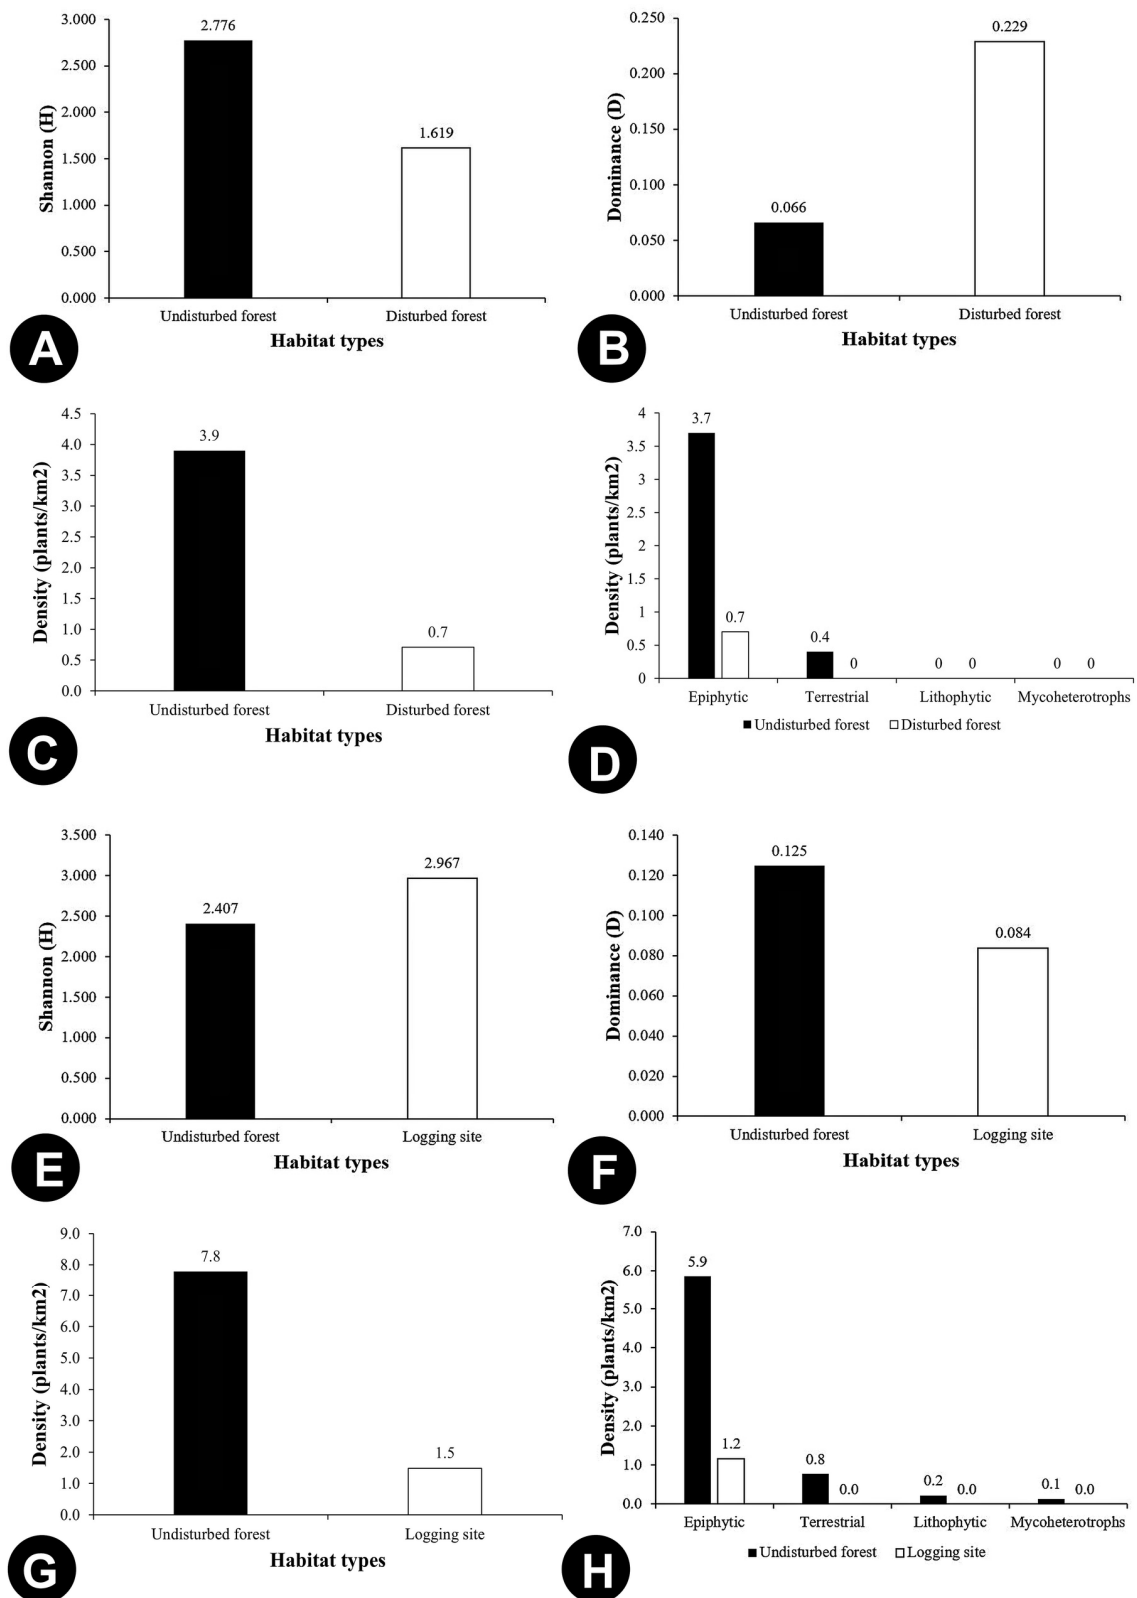 3.000
2.500
2.000
1.500
1.000
0.500
0.000
Shannon (H)
2.776
1.619
Undisturbed forest
Disturbed forest
Habitat types
A
0.250
0.200
0.150
0.100
0.050
0.000
Dominance (D)
0.066
0.229
Undisturbed forest
Disturbed forest
Habitat types
B
4.5
4.0
3.5
3.0
2.5
2.0
1.5
1.0
0.5
0.0
Density (plants/km2)
3.9
0.7
Undisturbed forest
Disturbed forest
Habitat types
C
4
3.5
3
2.5
2
1.5
1
0.5
0
Density (plants/km2)
3.7
0.7
0.4
0
0
0
0
0
Epiphytic
Terrestrial
Lithophytic
Mycoheterotrophs
Undisturbed forest
Disturbed forest
D
3.500
3.000
2.500
2.000
1.500
1.000
0.500
0.000
Shannon (H)
2.407
2.967
Undisturbed forest
Logging site
Habitat types
E
0.140
0.120
0.100
0.080
0.060
0.040
0.020
0.000
Dominance (D)
0.125
0.084
Undisturbed forest
Logging site
Habitat types
F
9.0
8.0
7.0
6.0
5.0
4.0
3.0
2.0
1.0
0.0
Density (plants/km2)
7.8
1.5
Undisturbed forest
Logging site
Habitat types
G
7.0
6.0
5.0
4.0
3.0
2.0
1.0
0.0
Density (plants/km2)
5.9
1.2
0.8
0.0
0.2
0.0
0.1
0.0
Epiphytic
Terrestrial
Lithophytic
Mycoheterotrophs
Undisturbed forest
Logging site
H